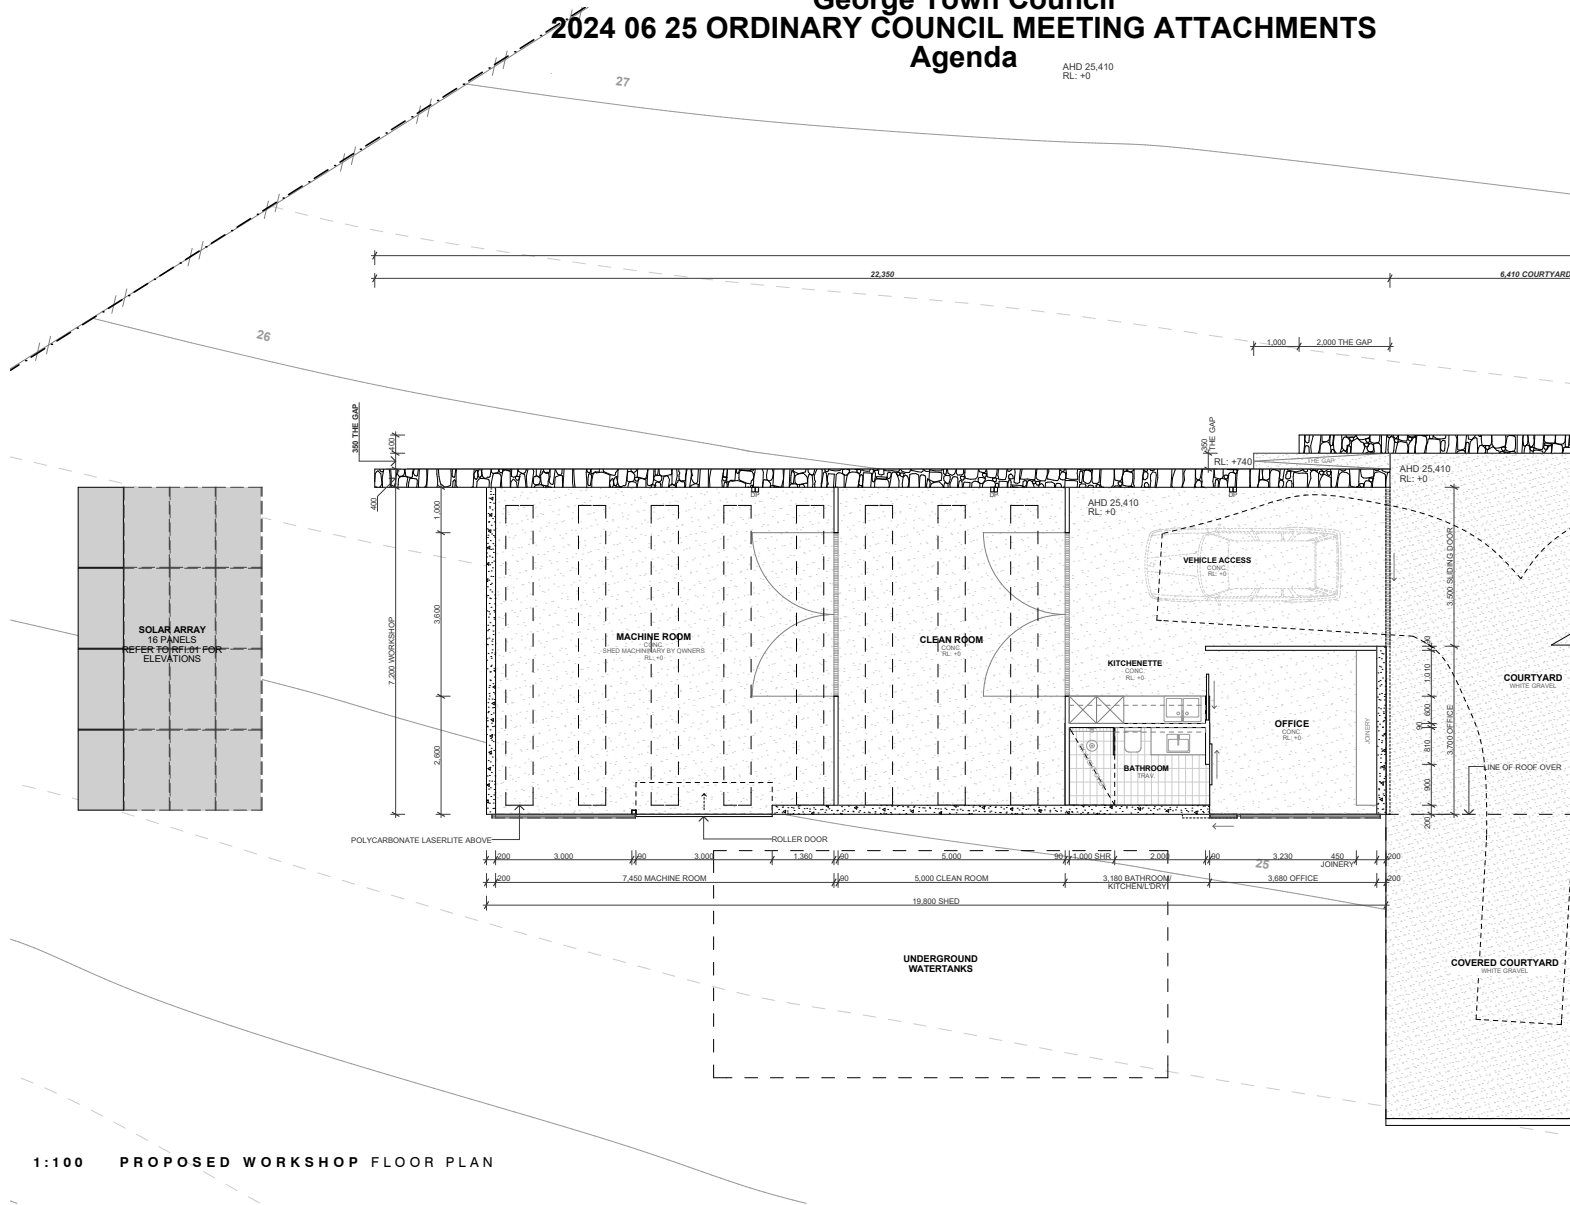 George Town Council
2024 06 25 ORDINARY COUNCIL MEETING ATTACHMENTS
Agenda
AHD 25,410
RL: +0
27
22,350
6,410 COURTYARD
26
1,000
2,000 THE GAP
350 THE GAP
400
400
350
THE GAP
RL: +740
THE GAP
AHD 25,410
RL: +0
AHD 25,410
RL: +0
DP
DP
DP
1,000
3,600
2,600
7,200 WORKSHOP
SOLAR ARRAY
16 PANELS
REFER TO RFI.01 FOR
ELEVATIONS
MACHINE ROOM
CONC.
SHED MACHININARY BY OWNERS
RL: +0
CLEAN ROOM
CONC.
RL: +0
VEHICLE ACCESS
CONC.
RL: +0
KITCHENETTE
CONC.
RL: +0
OFFICE
CONC.
RL: +0
JOINERY
BATHROOM
TRAV.
3,500 SLIDING DOOR
90
1,010
600
90
810
900
200
3,700 OFFICE
COURTYARD
WHITE GRAVEL
LINE OF ROOF OVER
POLYCARBONATE LASERLITE ABOVE
ROLLER DOOR
200
3,000
90
3,000
1,360
90
5,000
90
1,000 SHR
2,000
90
3,230
450
JOINERY
200
25
200
7,450 MACHINE ROOM
90
5,000 CLEAN ROOM
3,180 BATHROOM/
KITCHEN/L'DRY
3,680 OFFICE
200
19,800 SHED
UNDERGROUND
WATERTANKS
COVERED COURTYARD
WHITE GRAVEL
1:100 PROPOSED WORKSHOP FLOOR PLAN